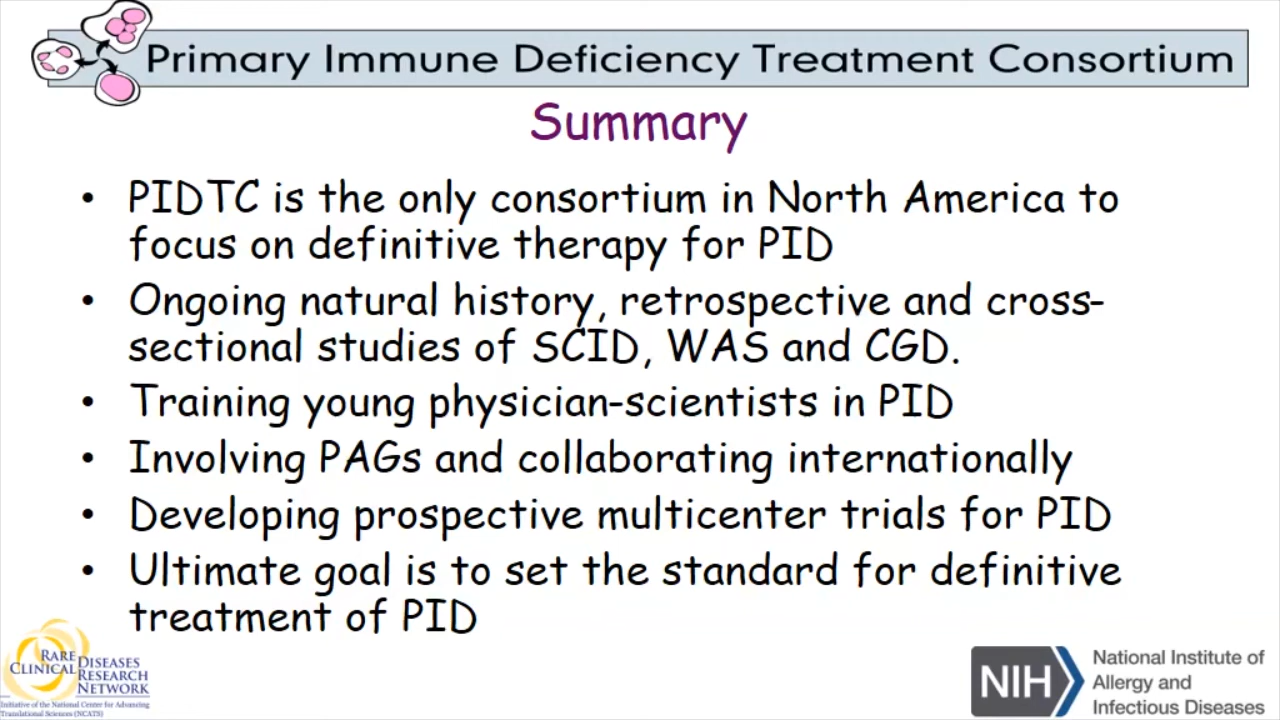 Primary Immune Deficiency Treatment Consortium
Summary
• PIDTC is the only consortium in North America to
focus on definitive therapy for PID
• Ongoing natural history, retrospective and cross-
sectional studies of SCID, WAS and CGD.
• Training young physician-scientists in PID
• Involving PAGs and collaborating internationally
• Developing prospective multicenter trials for PID
• Ultimate goal is to set the standard for definitive
treatment of PID
RARE
CLINICAL DISEASES
RESEARCH
NETWORK
Initiative of the National Center for Advancing
Translational Sciences (NCATS)
NIH
National Institute of
Allergy and
Infectious Diseases